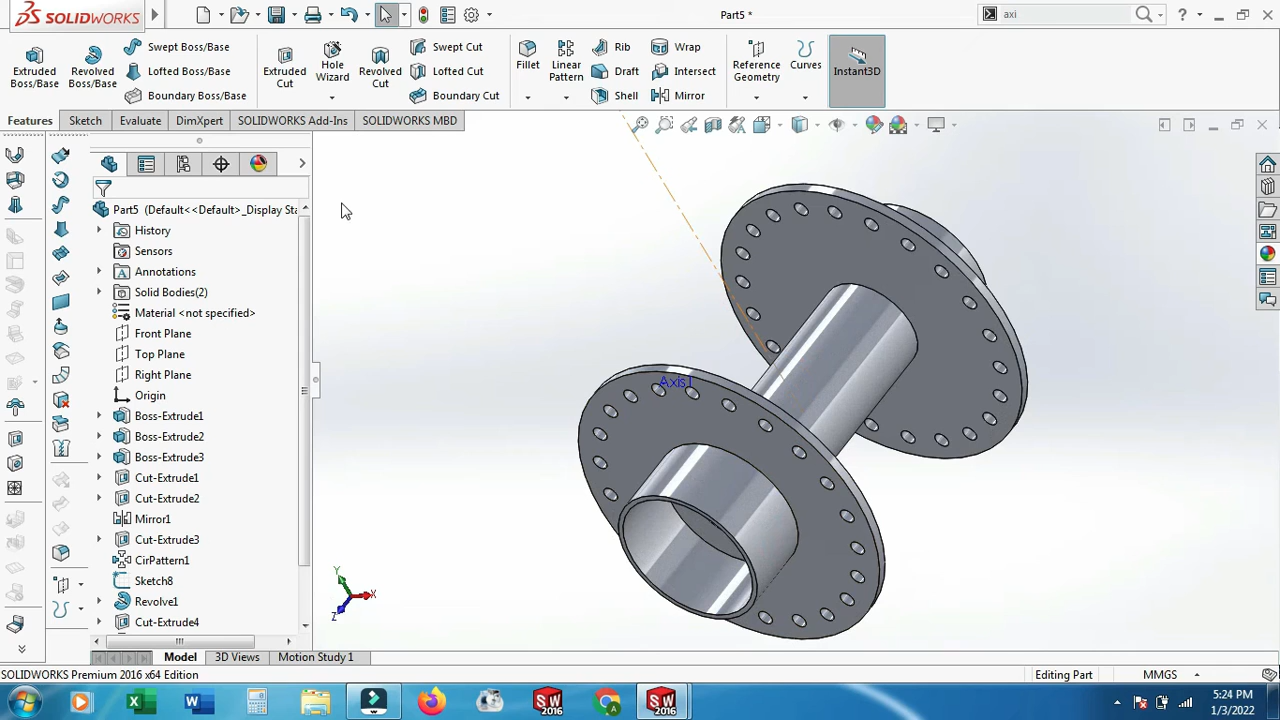 SOLIDWORKS
Part5 *
axi
Extruded Boss/Base
Revolved Boss/Base
Swept Boss/Base
Lofted Boss/Base
Boundary Boss/Base
Extruded Cut
Hole Wizard
Revolved Cut
Swept Cut
Lofted Cut
Boundary Cut
Fillet
Linear Pattern
Rib
Draft
Shell
Wrap
Intersect
Mirror
Reference Geometry
Curves
Instant3D
Features
Sketch
Evaluate
DimXpert
SOLIDWORKS Add-Ins
SOLIDWORKS MBD
Part5 (Default<<Default>_Display Sta
History
Sensors
Annotations
Solid Bodies(2)
Material <not specified>
Front Plane
Top Plane
Right Plane
Origin
Boss-Extrude1
Boss-Extrude2
Boss-Extrude3
Cut-Extrude1
Cut-Extrude2
Mirror1
Cut-Extrude3
CirPattern1
Sketch8
Revolve1
Cut-Extrude4
Axis1
Y
X
Z
Model
3D Views
Motion Study 1
SOLIDWORKS Premium 2016 x64 Edition
Editing Part
MMGS
SW 2016
SW 2016
5:24 PM
1/3/2022